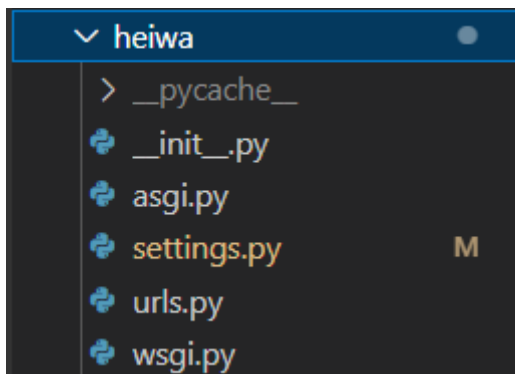 heiwa
__pycache__
__init__.py
asgi.py
settings.py M
urls.py
wsgi.py